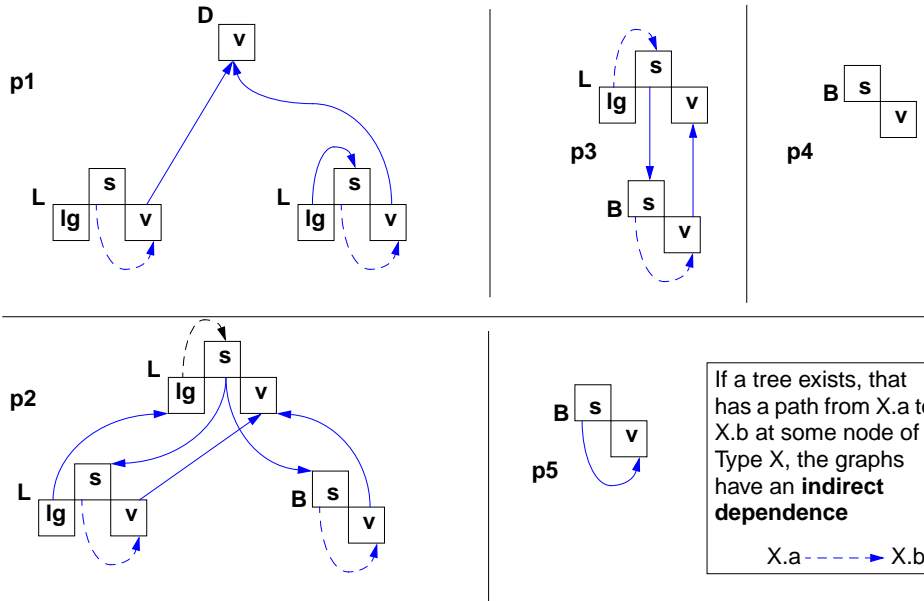 D
v
p1
L
s
lg
v
L
s
lg
v
L
s
lg
v
p3
B
s
v
B
s
v
p4
p2
L
s
lg
v
L
s
lg
v
B
s
v
B
s
v
p5
If a tree exists, that
has a path from X.a to
X.b at some node of
Type X, the graphs
have an indirect
dependence
X.a X.b